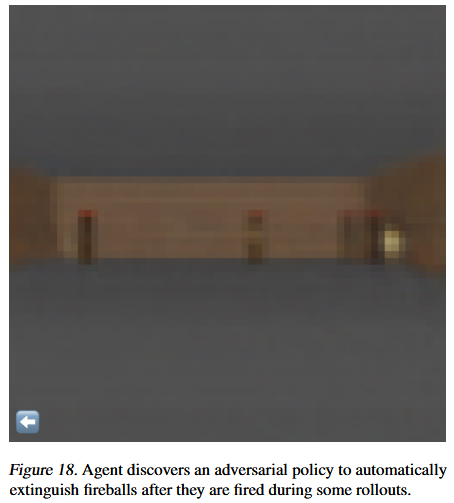 Figure 18. Agent discovers an adversarial policy to automatically
extinguish fireballs after they are fired during some rollouts.